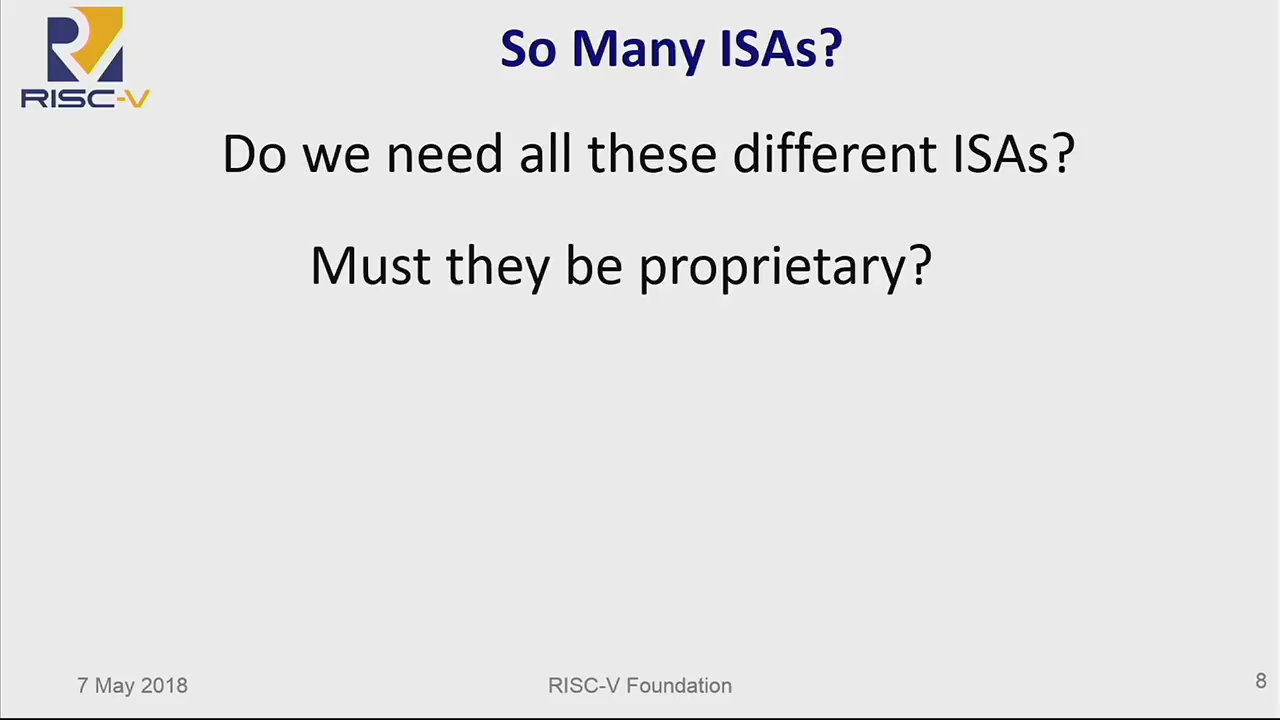 RISC-V
So Many ISAs?
Do we need all these different ISAs?
Must they be proprietary?
7 May 2018
RISC-V Foundation
8